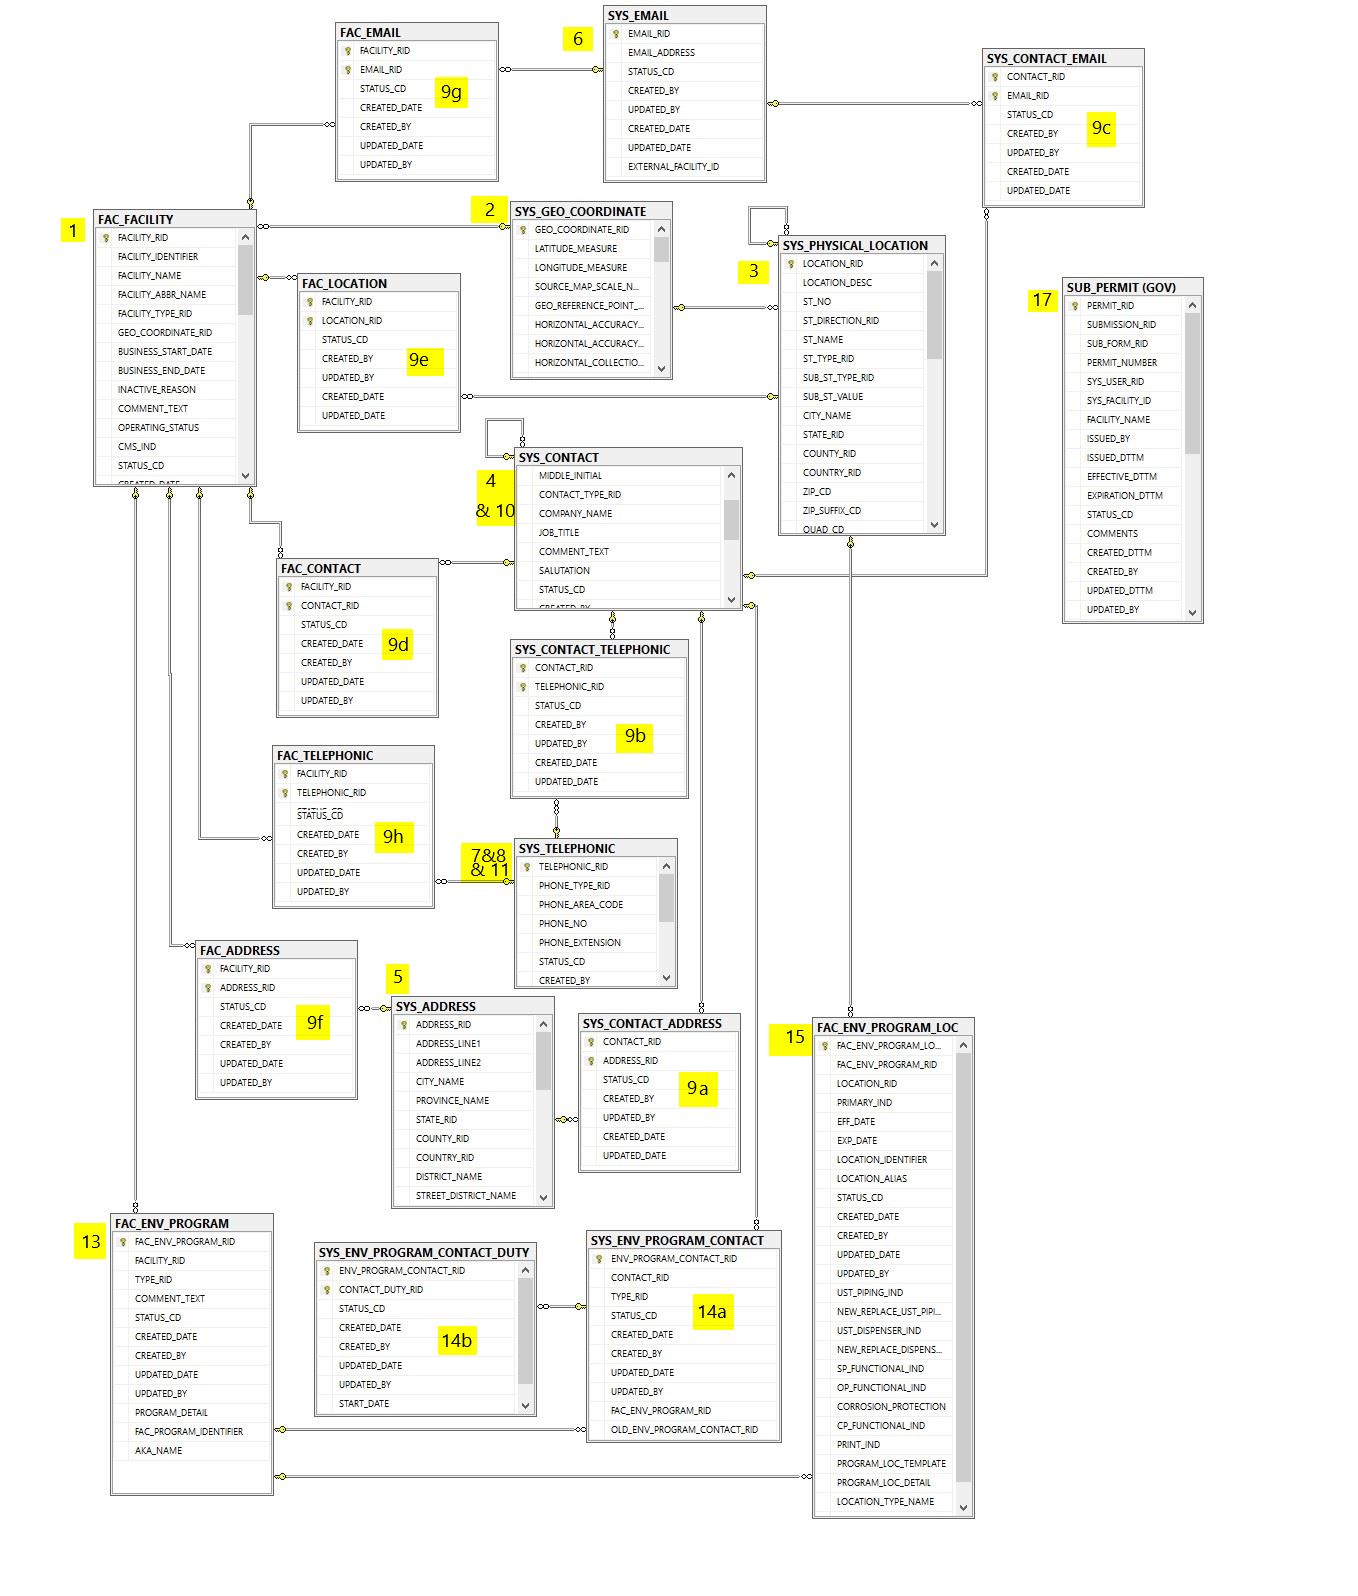 FAC_EMAIL
FACILITY_RID
EMAIL_RID
STATUS_CD
CREATED_DATE
CREATED_BY
UPDATED_DATE
UPDATED_BY
9g
6
SYS_EMAIL
EMAIL_RID
EMAIL_ADDRESS
STATUS_CD
CREATED_BY
UPDATED_BY
CREATED_DATE
UPDATED_DATE
EXTERNAL_FACILITY_ID
SYS_CONTACT_EMAIL
CONTACT_RID
EMAIL_RID
STATUS_CD
CREATED_BY
UPDATED_BY
CREATED_DATE
UPDATED_DATE
9c
1
FAC_FACILITY
FACILITY_RID
FACILITY_IDENTIFIER
FACILITY_NAME
FACILITY_ABBR_NAME
FACILITY_TYPE_RID
GEO_COORDINATE_RID
BUSINESS_START_DATE
BUSINESS_END_DATE
INACTIVE_REASON
COMMENT_TEXT
OPERATING_STATUS
CMS_IND
STATUS_CD
CREATED_DATE
FAC_LOCATION
FACILITY_RID
LOCATION_RID
STATUS_CD
CREATED_BY
UPDATED_BY
CREATED_DATE
UPDATED_DATE
9e
2
SYS_GEO_COORDINATE
GEO_COORDINATE_RID
LATITUDE_MEASURE
LONGITUDE_MEASURE
SOURCE_MAP_SCALE_N...
GEO_REFERENCE_POINT_...
HORIZONTAL_ACCURACY...
HORIZONTAL_ACCURACY...
HORIZONTAL_COLLECTIO...
3
SYS_PHYSICAL_LOCATION
LOCATION_RID
LOCATION_DESC
ST_NO
ST_DIRECTION_RID
ST_NAME
ST_TYPE_RID
SUB_ST_TYPE_RID
SUB_ST_VALUE
CITY_NAME
STATE_RID
COUNTY_RID
COUNTRY_RID
ZIP_CD
ZIP_SUFFIX_CD
QUAD_CD
17
SUB_PERMIT (GOV)
PERMIT_RID
SUBMISSION_RID
SUB_FORM_RID
PERMIT_NUMBER
SYS_USER_RID
SYS_FACILITY_ID
FACILITY_NAME
ISSUED_BY
ISSUED_DTTM
EFFECTIVE_DTTM
EXPIRATION_DTTM
STATUS_CD
COMMENTS
CREATED_DTTM
CREATED_BY
UPDATED_DTTM
UPDATED_BY
4
& 10
SYS_CONTACT
MIDDLE_INITIAL
CONTACT_TYPE_RID
COMPANY_NAME
JOB_TITLE
COMMENT_TEXT
SALUTATION
STATUS_CD
CREATED_BY
FAC_CONTACT
FACILITY_RID
CONTACT_RID
STATUS_CD
CREATED_DATE
CREATED_BY
UPDATED_DATE
UPDATED_BY
9d
SYS_CONTACT_TELEPHONIC
CONTACT_RID
TELEPHONIC_RID
STATUS_CD
CREATED_BY
UPDATED_BY
CREATED_DATE
UPDATED_DATE
9b
FAC_TELEPHONIC
FACILITY_RID
TELEPHONIC_RID
STATUS_CD
STATUS_CD
CREATED_DATE
CREATED_BY
UPDATED_DATE
UPDATED_BY
9h
7&8
& 11
SYS_TELEPHONIC
TELEPHONIC_RID
PHONE_TYPE_RID
PHONE_AREA_CODE
PHONE_NO
PHONE_EXTENSION
STATUS_CD
CREATED_BY
FAC_ADDRESS
FACILITY_RID
ADDRESS_RID
STATUS_CD
CREATED_DATE
CREATED_BY
UPDATED_DATE
UPDATED_BY
9f
5
SYS_ADDRESS
ADDRESS_RID
ADDRESS_LINE1
ADDRESS_LINE2
CITY_NAME
PROVINCE_NAME
STATE_RID
COUNTY_RID
COUNTRY_RID
DISTRICT_NAME
STREET_DISTRICT_NAME
SYS_CONTACT_ADDRESS
CONTACT_RID
ADDRESS_RID
STATUS_CD
CREATED_BY
UPDATED_BY
CREATED_DATE
UPDATED_DATE
9a
15
FAC_ENV_PROGRAM_LOC
FAC_ENV_PROGRAM_LO...
FAC_ENV_PROGRAM_RID
LOCATION_RID
PRIMARY_IND
EFF_DATE
EXP_DATE
LOCATION_IDENTIFIER
LOCATION_ALIAS
STATUS_CD
CREATED_DATE
CREATED_BY
UPDATED_DATE
UPDATED_BY
UST_PIPING_IND
NEW_REPLACE_UST_PIPI...
UST_DISPENSER_IND
NEW_REPLACE_DISPENS...
SP_FUNCTIONAL_IND
OP_FUNCTIONAL_IND
CORROSION_PROTECTION
CP_FUNCTIONAL_IND
PRINT_IND
PROGRAM_LOC_TEMPLATE
PROGRAM_LOC_DETAIL
LOCATION_TYPE_NAME
13
FAC_ENV_PROGRAM
FAC_ENV_PROGRAM_RID
FACILITY_RID
TYPE_RID
COMMENT_TEXT
STATUS_CD
CREATED_DATE
CREATED_BY
UPDATED_DATE
UPDATED_BY
PROGRAM_DETAIL
FAC_PROGRAM_IDENTIFIER
AKA_NAME
SYS_ENV_PROGRAM_CONTACT_DUTY
ENV_PROGRAM_CONTACT_RID
CONTACT_DUTY_RID
STATUS_CD
CREATED_DATE
CREATED_BY
UPDATED_DATE
UPDATED_BY
START_DATE
14b
SYS_ENV_PROGRAM_CONTACT
ENV_PROGRAM_CONTACT_RID
CONTACT_RID
TYPE_RID
STATUS_CD
CREATED_DATE
CREATED_BY
UPDATED_DATE
UPDATED_BY
FAC_ENV_PROGRAM_RID
OLD_ENV_PROGRAM_CONTACT_RID
14a